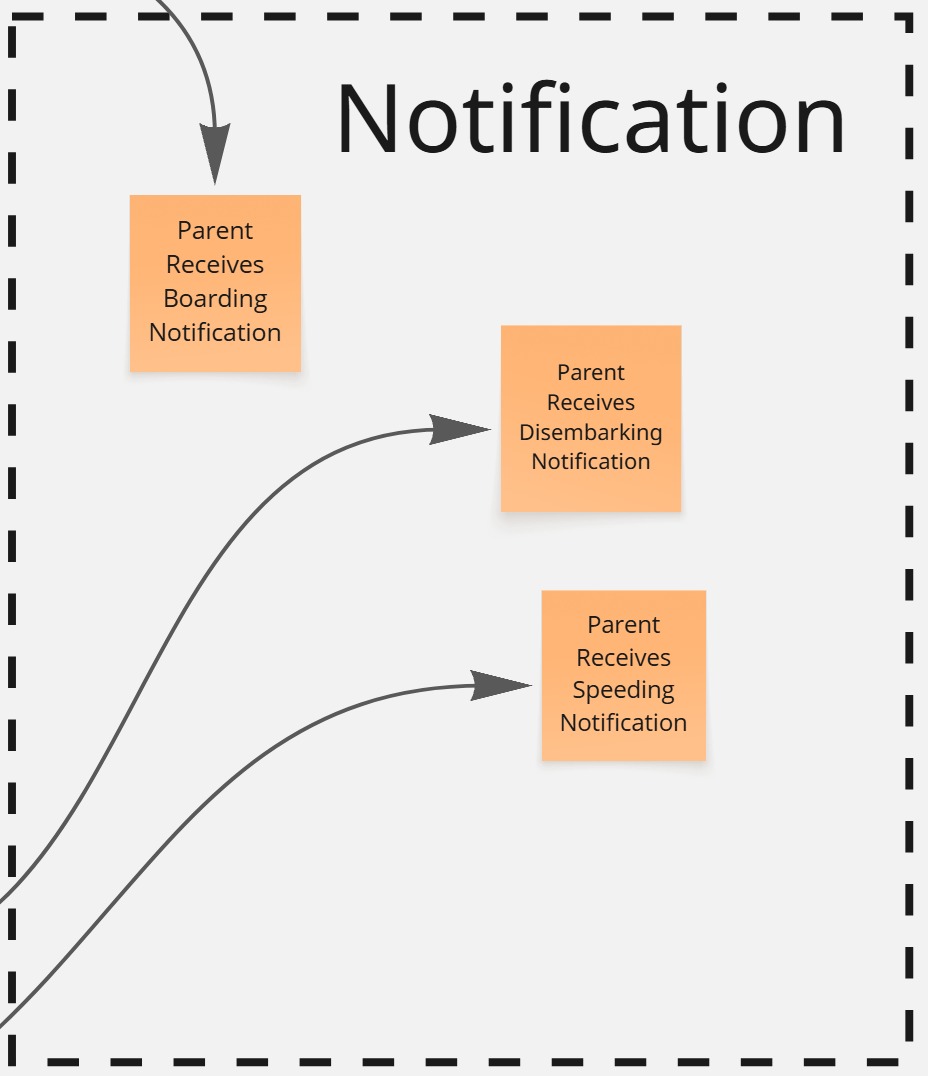 Notification
Parent
Receives
Boarding
Notification
Parent
Receives
Disembarking
Notification
Parent
Receives
Speeding
Notification